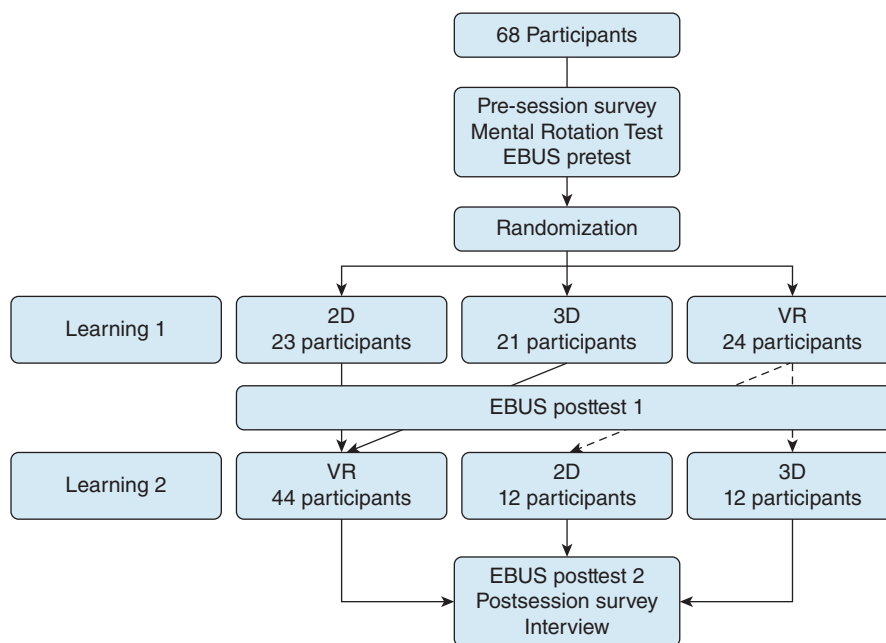 68 Participants
Pre-session survey
Mental Rotation Test
EBUS pretest
Randomization
Learning 1
2D
23 participants
3D
21 participants
VR
24 participants
EBUS posttest 1
Learning 2
VR
44 participants
2D
12 participants
3D
12 participants
EBUS posttest 2
Postsession survey
Interview